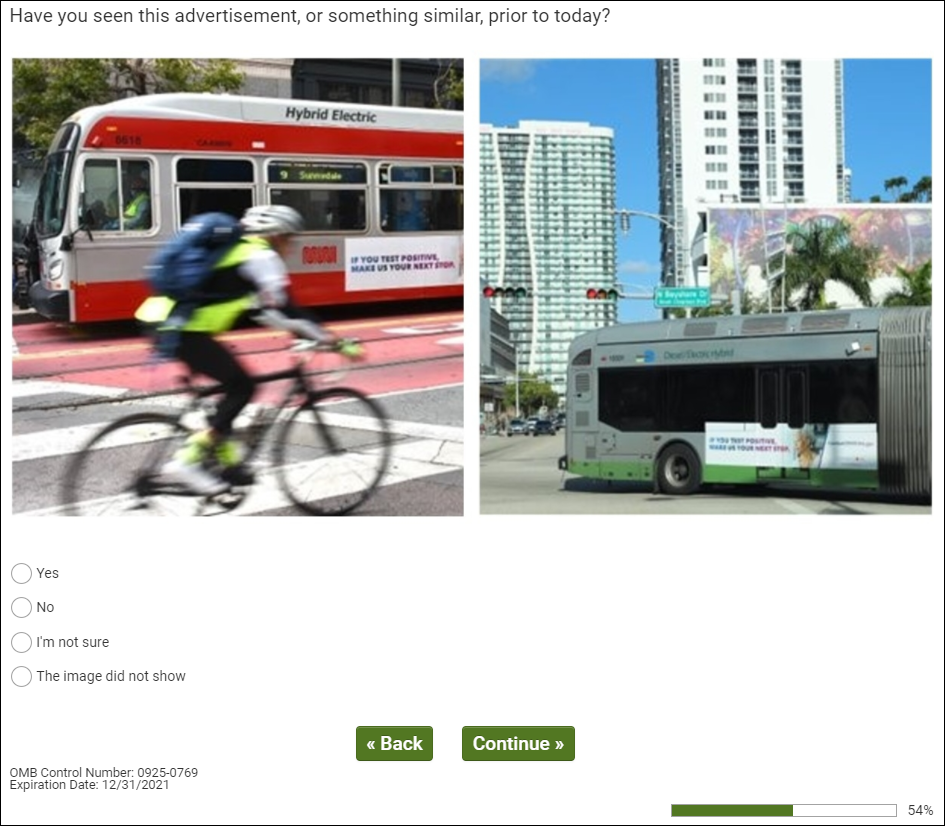 Have you seen this advertisement, or something similar, prior to today?
Hybrid Electric
8618
9 Sunnydale
IF YOU TEST POSITIVE,
MAKE US YOUR NEXT STOP.
N Bayshore Dr
Diesel Electric Hybrid
IF YOU TEST POSITIVE,
MAKE US YOUR NEXT STOP.
Yes
No
I'm not sure
The image did not show
« Back
Continue »
OMB Control Number: 0925-0769
Expiration Date: 12/31/2021
54%